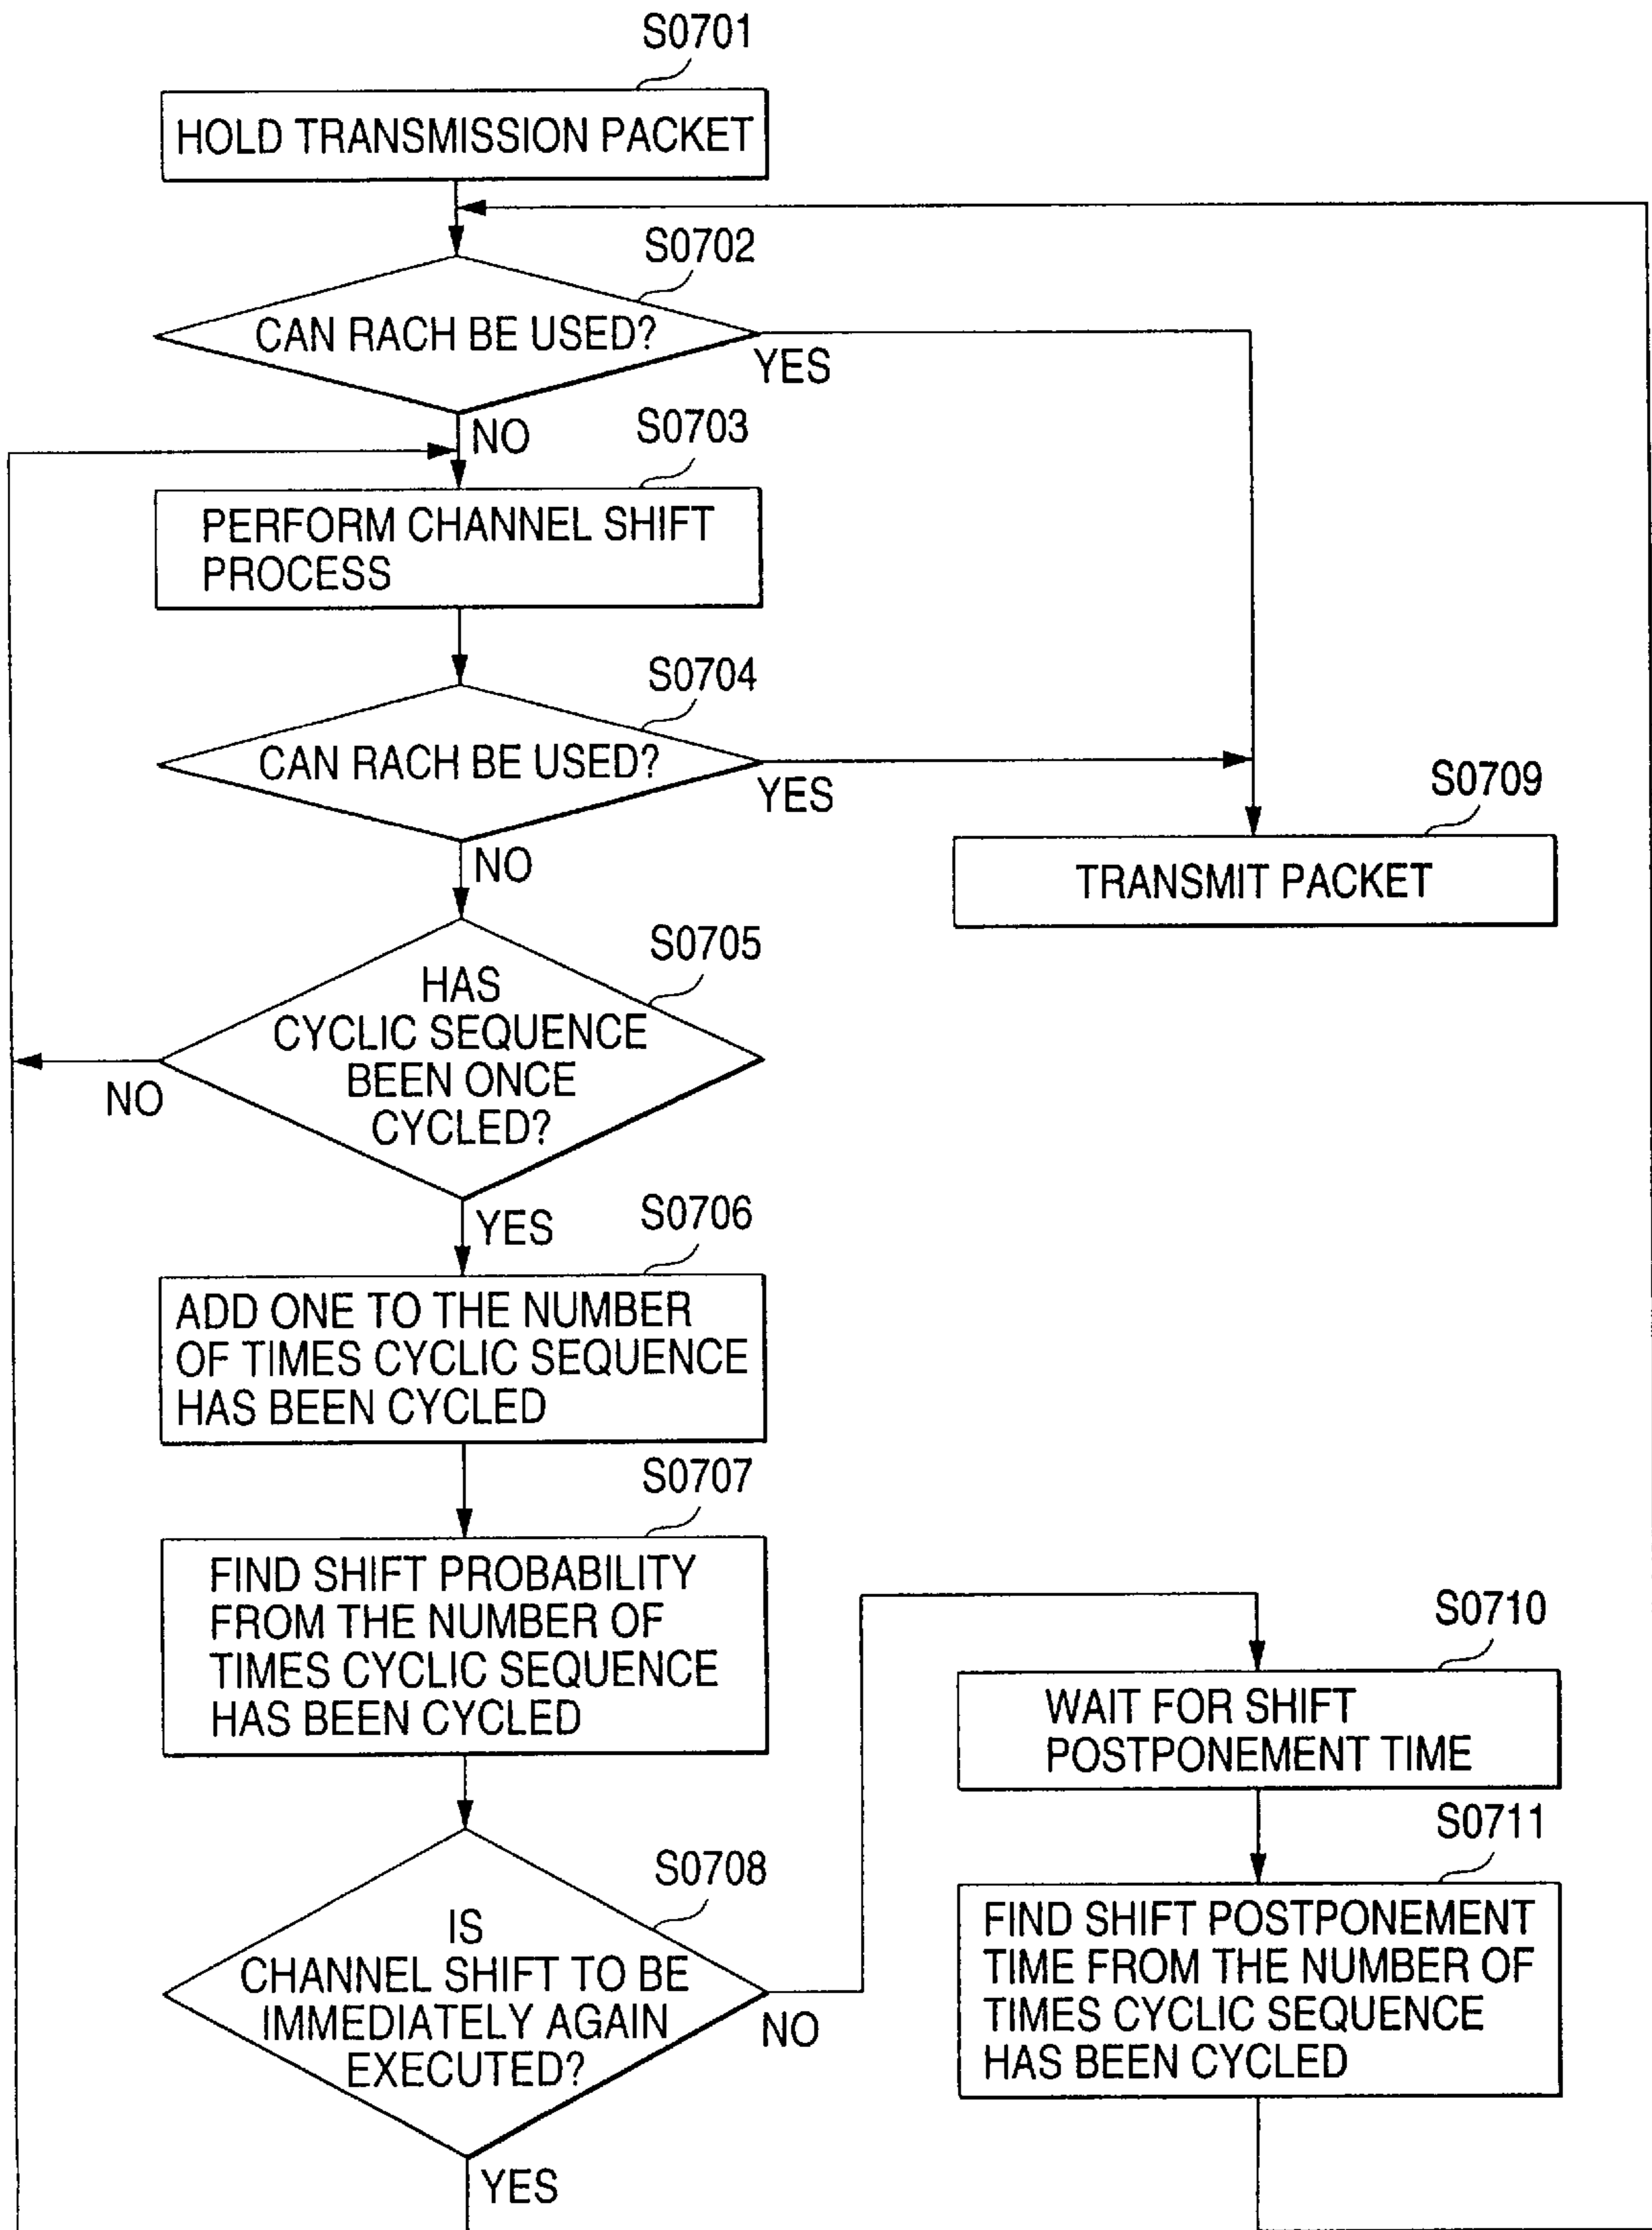 S0701
HOLD TRANSMISSION PACKET
S0702
CAN RACH BE USED?
YES
NO
S0703
PERFORM CHANNEL SHIFT
PROCESS
S0704
CAN RACH BE USED?
YES
NO
S0709
TRANSMIT PACKET
S0705
HAS
CYCLIC SEQUENCE
BEEN ONCE
CYCLED?
NO
YES
S0706
ADD ONE TO THE NUMBER
OF TIMES CYCLIC SEQUENCE
HAS BEEN CYCLED
S0707
FIND SHIFT PROBABILITY
FROM THE NUMBER OF
TIMES CYCLIC SEQUENCE
HAS BEEN CYCLED
S0708
IS
CHANNEL SHIFT TO BE
IMMEDIATELY AGAIN
EXECUTED?
NO
YES
S0710
WAIT FOR SHIFT
POSTPONEMENT TIME
S0711
FIND SHIFT POSTPONEMENT
TIME FROM THE NUMBER OF
TIMES CYCLIC SEQUENCE
HAS BEEN CYCLED